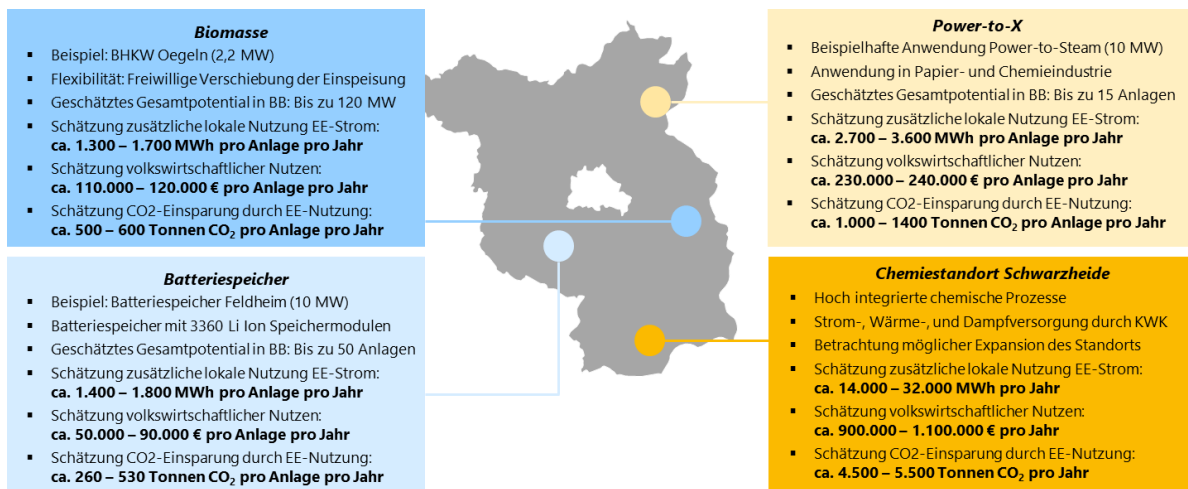 Biomasse
▪ Beispiel: BHKW Oegeln (2,2 MW)
▪ Flexibilität: Freiwillige Verschiebung der Einspeisung
▪ Geschätztes Gesamtpotential in BB: Bis zu 120 MW
▪ Schätzung zusätzliche lokale Nutzung EE-Strom:
ca. 1.300 – 1.700 MWh pro Anlage pro Jahr
▪ Schätzung volkswirtschaftlicher Nutzen:
ca. 110.000 – 120.000 € pro Anlage pro Jahr
▪ Schätzung CO2-Einsparung durch EE-Nutzung:
ca. 500 – 600 Tonnen CO₂ pro Anlage pro Jahr
Power-to-X
▪ Beispielhafte Anwendung Power-to-Steam (10 MW)
▪ Anwendung in Papier- und Chemieindustrie
▪ Geschätztes Gesamtpotential in BB: Bis zu 15 Anlagen
▪ Schätzung zusätzliche lokale Nutzung EE-Strom:
ca. 2.700 – 3.600 MWh pro Anlage pro Jahr
▪ Schätzung volkswirtschaftlicher Nutzen:
ca. 230.000 – 240.000 € pro Anlage pro Jahr
▪ Schätzung CO2-Einsparung durch EE-Nutzung:
ca. 1.000 – 1400 Tonnen CO₂ pro Anlage pro Jahr
Batteriespeicher
▪ Beispiel: Batteriespeicher Feldheim (10 MW)
▪ Batteriespeicher mit 3360 Li Ion Speichermodulen
▪ Geschätztes Gesamtpotential in BB: Bis zu 50 Anlagen
▪ Schätzung zusätzliche lokale Nutzung EE-Strom:
ca. 1.400 – 1.800 MWh pro Anlage pro Jahr
▪ Schätzung volkswirtschaftlicher Nutzen:
ca. 50.000 – 90.000 € pro Anlage pro Jahr
▪ Schätzung CO2-Einsparung durch EE-Nutzung:
ca. 260 – 530 Tonnen CO₂ pro Anlage pro Jahr
Chemiestandort Schwarzheide
▪ Hoch integrierte chemische Prozesse
▪ Strom-, Wärme-, und Dampfversorgung durch KWK
▪ Betrachtung möglicher Expansion des Standorts
▪ Schätzung zusätzliche lokale Nutzung EE-Strom:
ca. 14.000 – 32.000 MWh pro Jahr
▪ Schätzung volkswirtschaftlicher Nutzen:
ca. 900.000 – 1.100.000 € pro Jahr
▪ Schätzung CO2-Einsparung durch EE-Nutzung:
ca. 4.500 – 5.500 Tonnen CO₂ pro Jahr